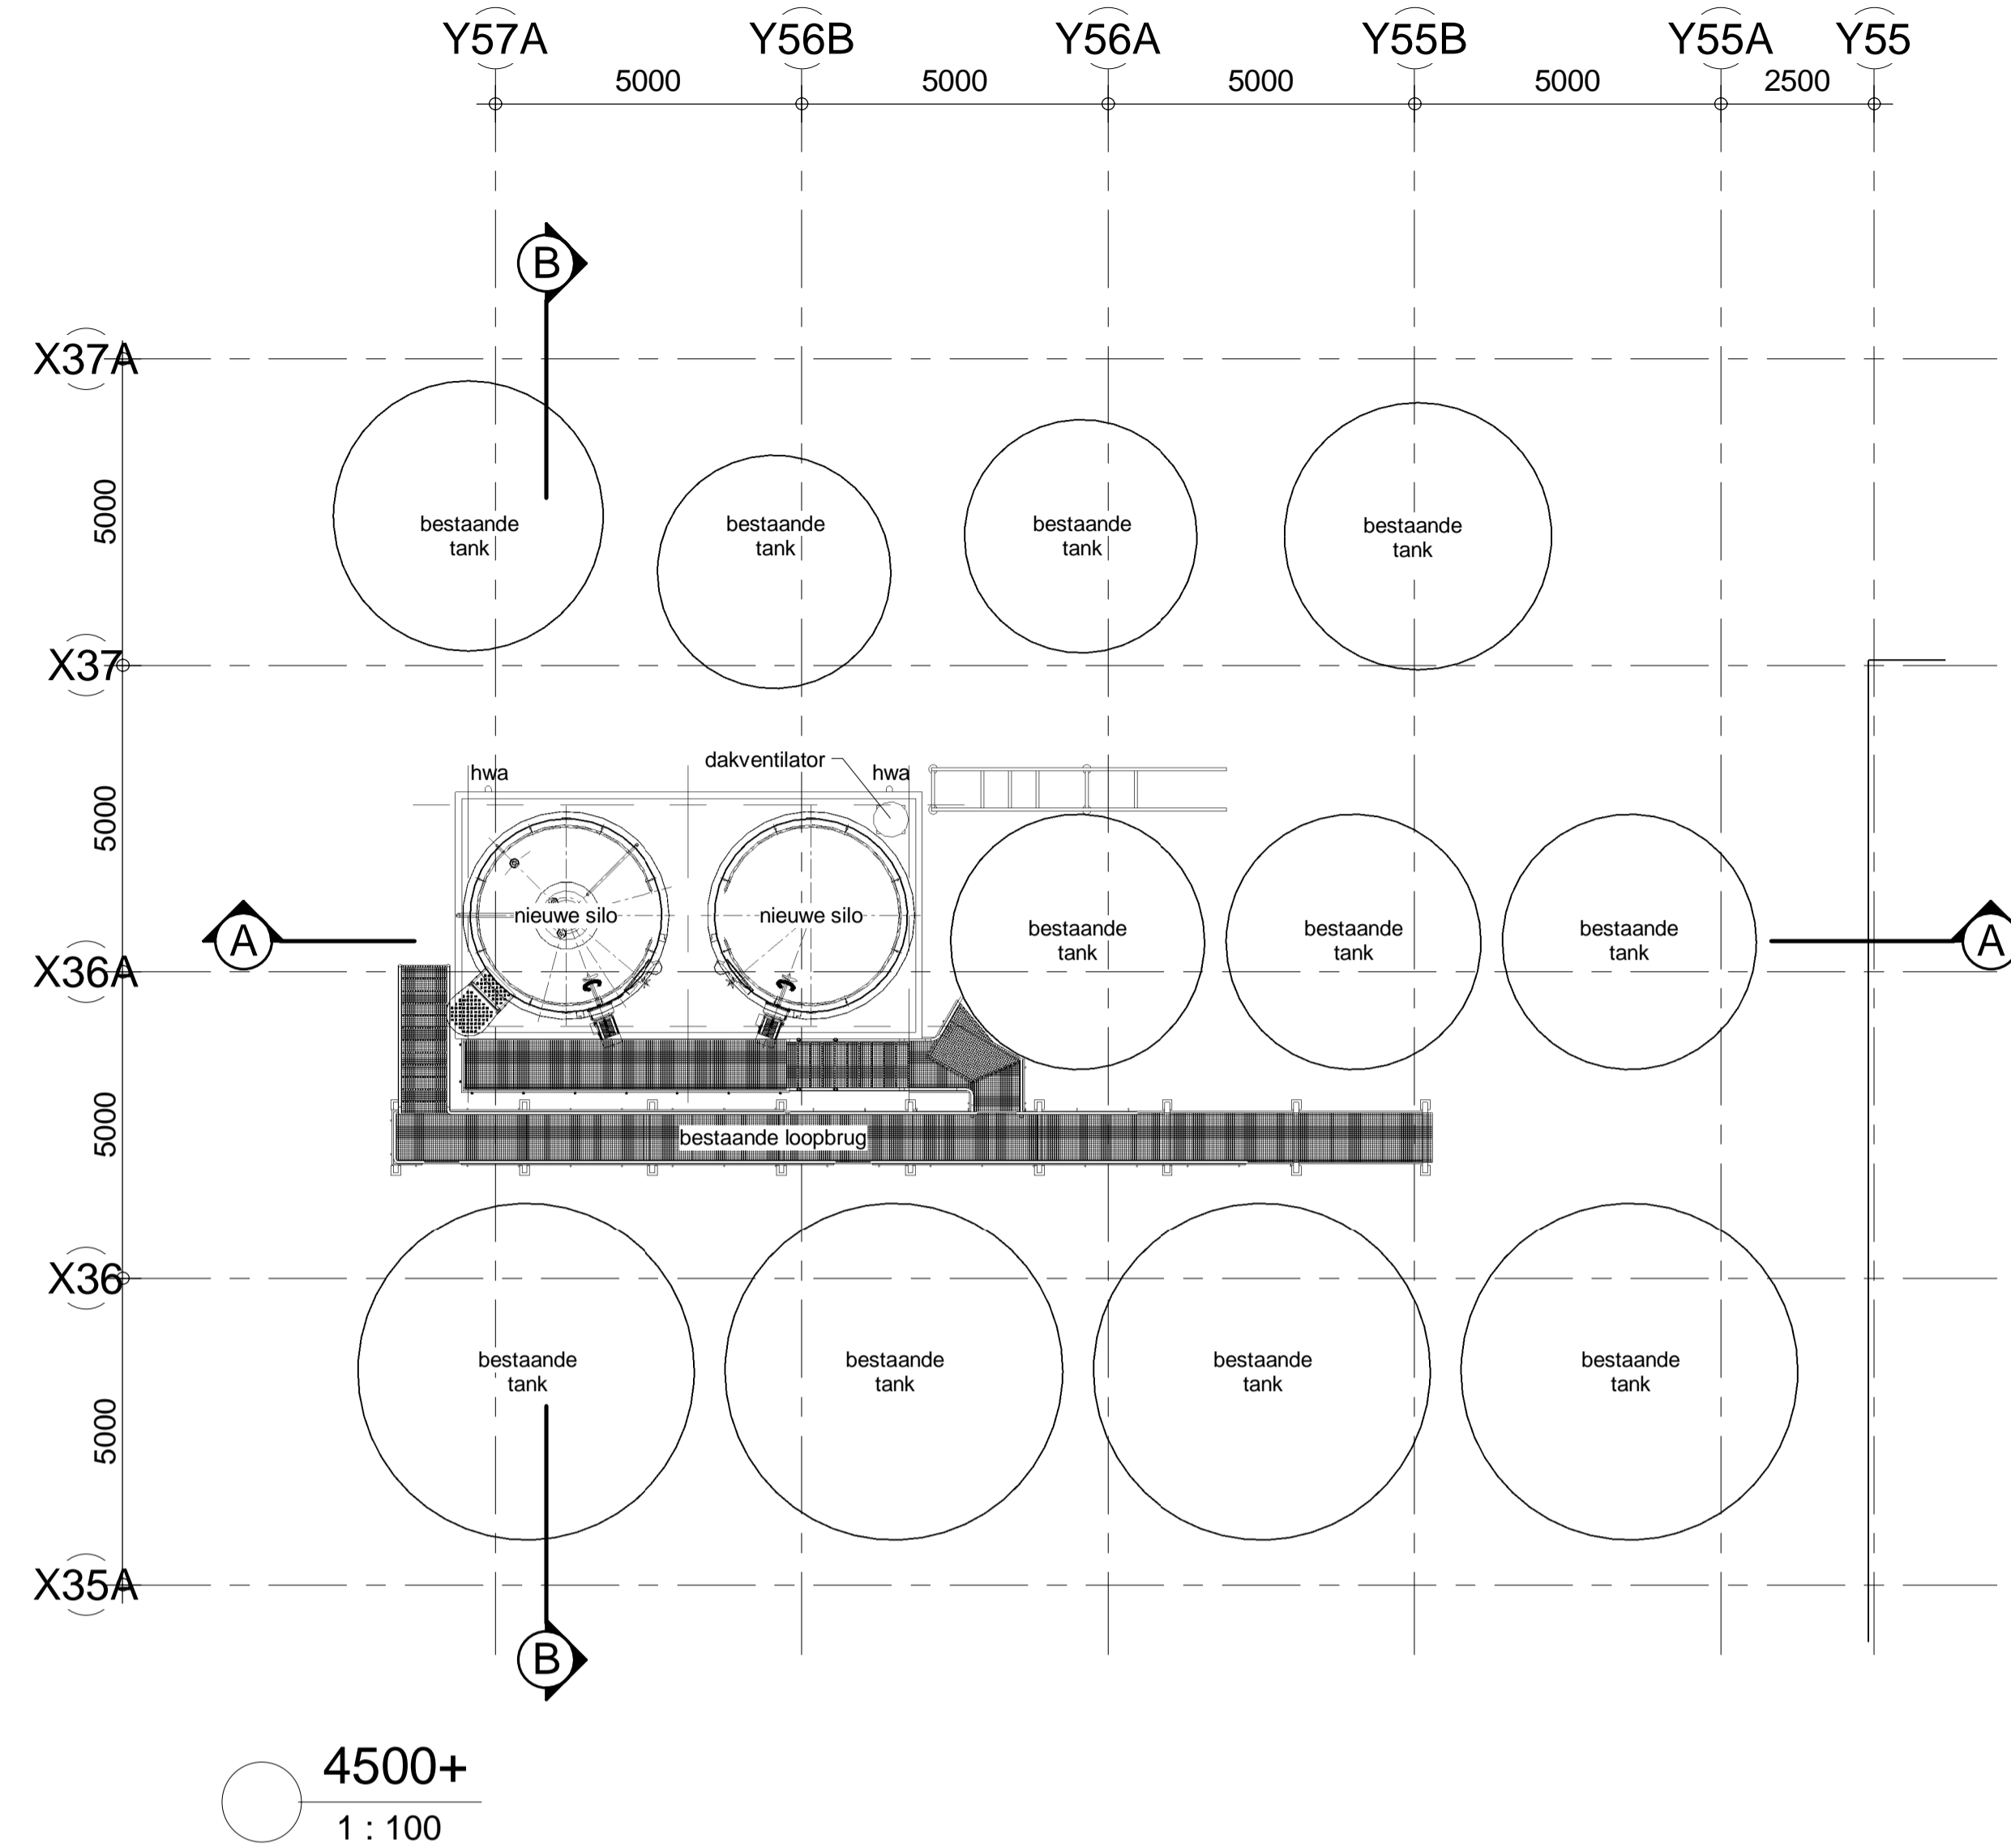 Y57A Y56B Y56A Y55B Y55A Y55
5000 5000 5000 5000 2500
B
X37A
5000
bestaande
tank
bestaande
tank
bestaande
tank
bestaande
tank
X37
5000
hwa
dakventilator
hwa
nieuwe silo
nieuwe silo
bestaande
tank
bestaande
tank
bestaande
tank
A
A
X36A
5000
bestaande loopbrug
X36
5000
bestaande
tank
bestaande
tank
bestaande
tank
bestaande
tank
X35A
B
4500+
1 : 100